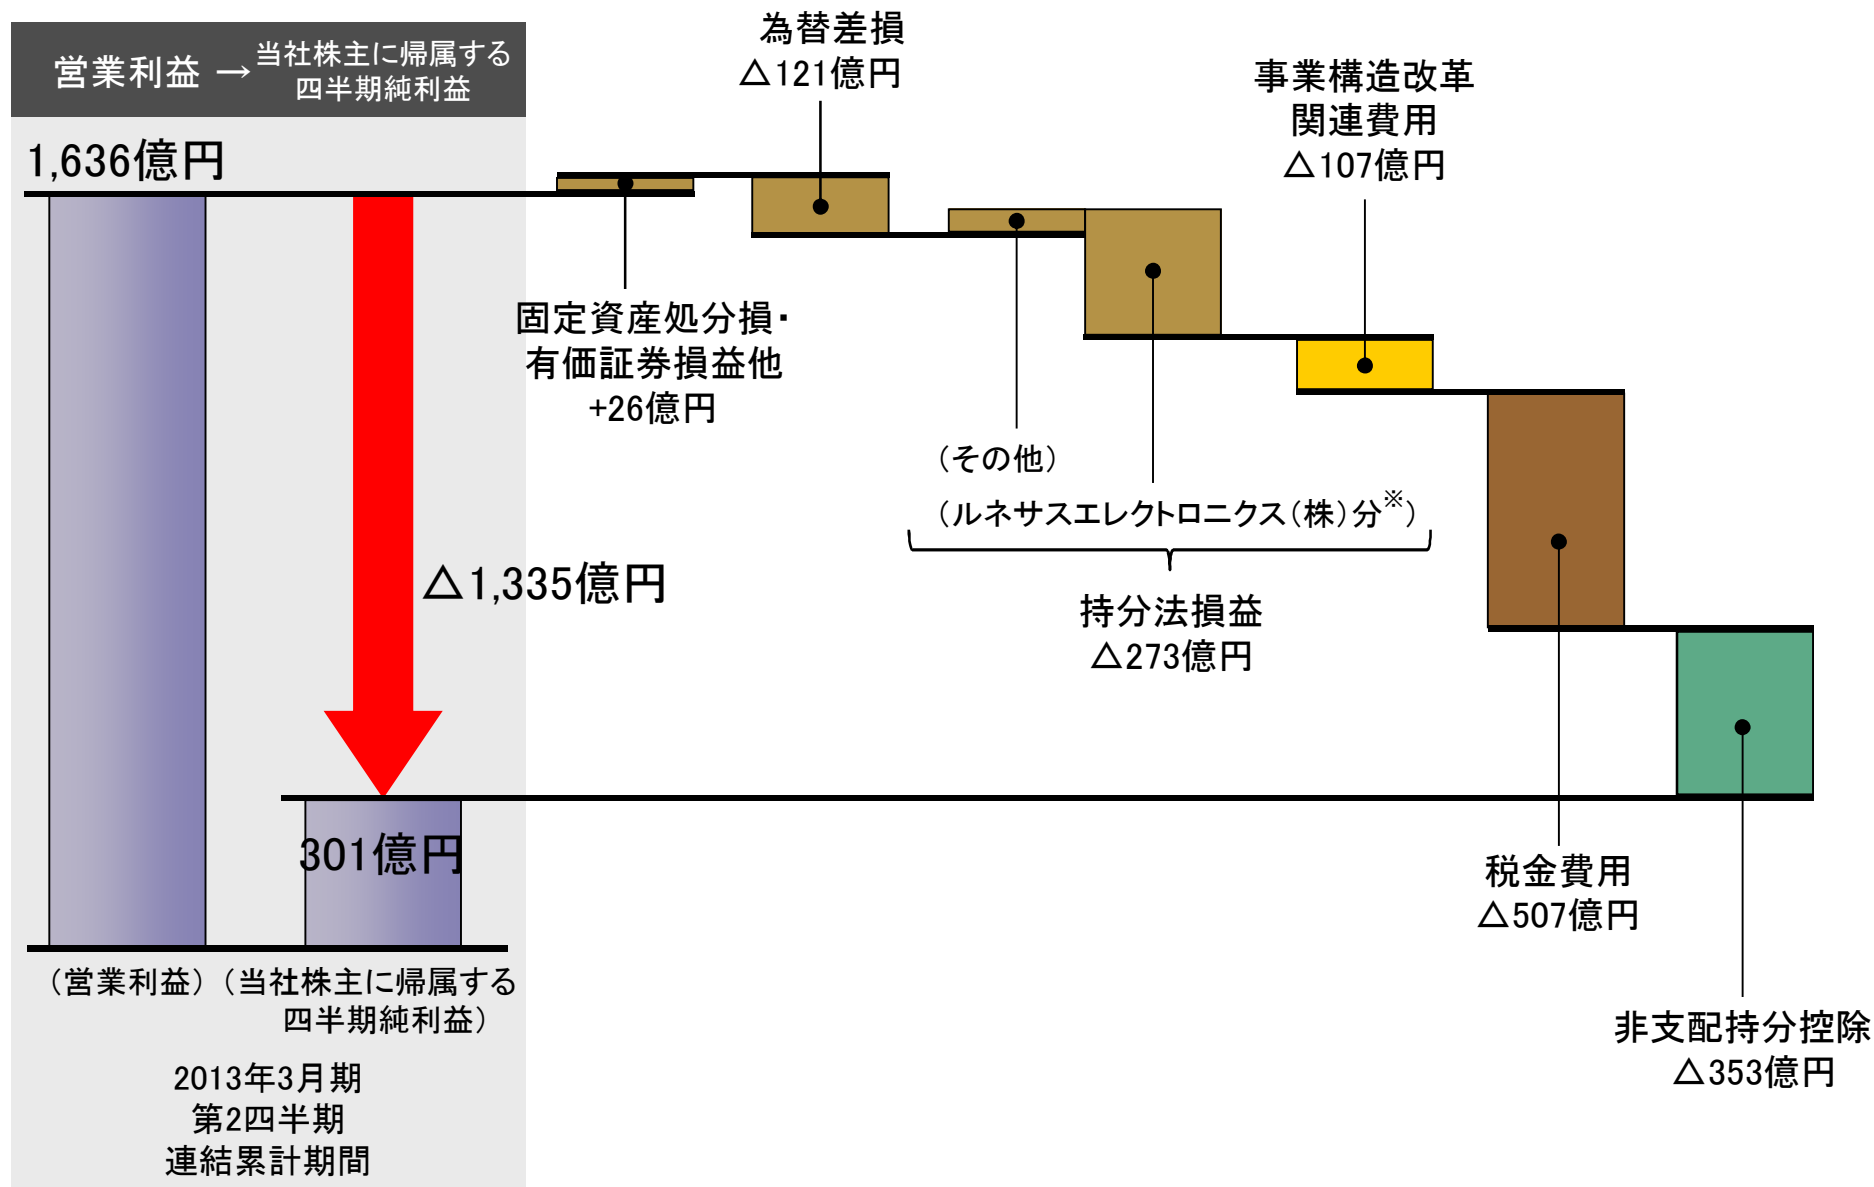 営業利益 → 当社株主に帰属する
四半期純利益
1,636億円
△1,335億円
301億円
（営業利益）（当社株主に帰属する
四半期純利益）
2013年3月期
第2四半期
連結累計期間
固定資産処分損・
有価証券損益他
+26億円
為替差損
△121億円
（その他）
（ルネサスエレクトロニクス（株）分※）
持分法損益
△273億円
事業構造改革
関連費用
△107億円
税金費用
△507億円
非支配持分控除
△353億円